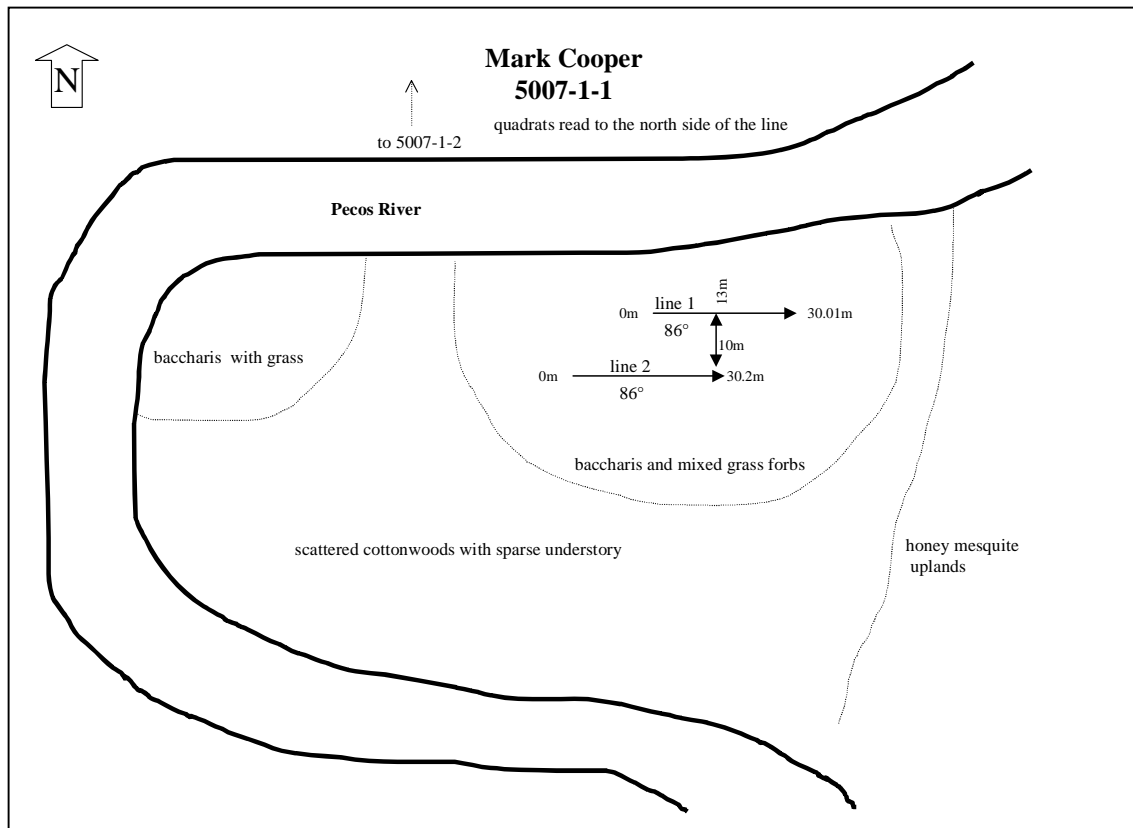 N
Mark Cooper
5007-1-1
quadrats read to the north side of the line
to 5007-1-2
Pecos River
13m
0m
line 1
30.01m
86°
10m
baccharis with grass
0m
line 2
30.2m
86°
baccharis and mixed grass forbs
scattered cottonwoods with sparse understory
honey mesquite
uplands